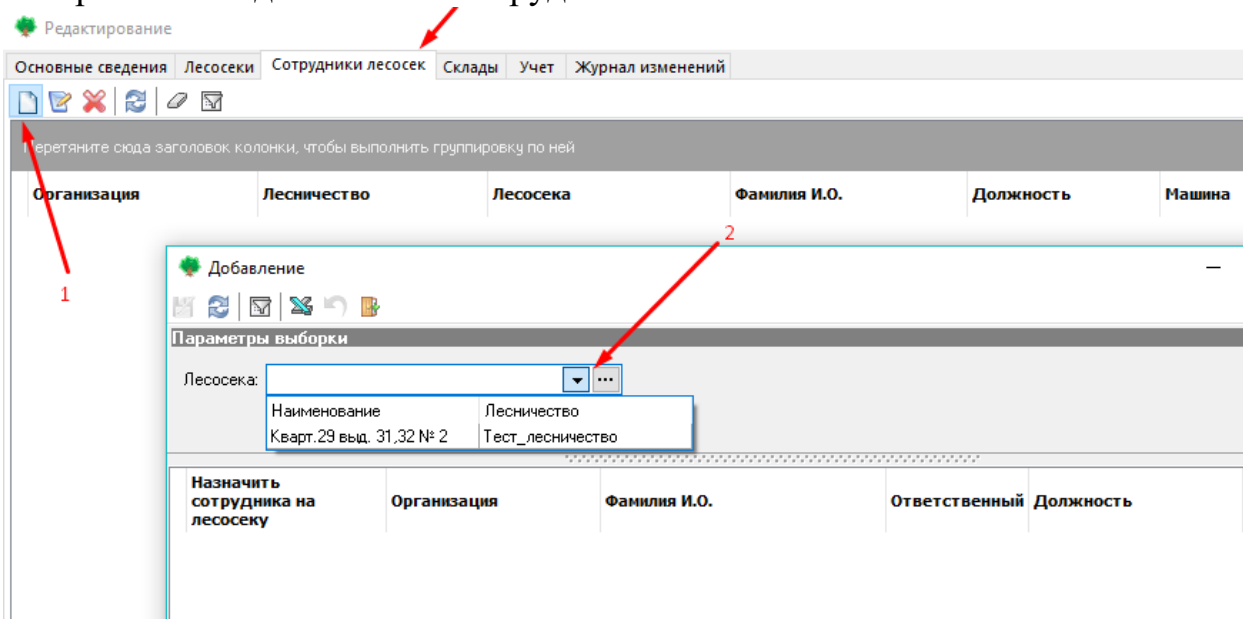 Редактирование
Основные сведения Лесосеки Сотрудники лесосек Склады Учет Журнал изменений
Перетяните сюда заголовок колонки, чтобы выполнить группировку по ней
Организация Лесничество Лесосека Фамилия И.О. Должность Машина
2
Добавление
1
Параметры выборки
Лесосека:
Наименование Лесничество
Кварт.29 выд. 31,32 № 2 Тест_лесничество
Назначить
сотрудника на
лесосеку
Организация Фамилия И.О. Ответственный Должность